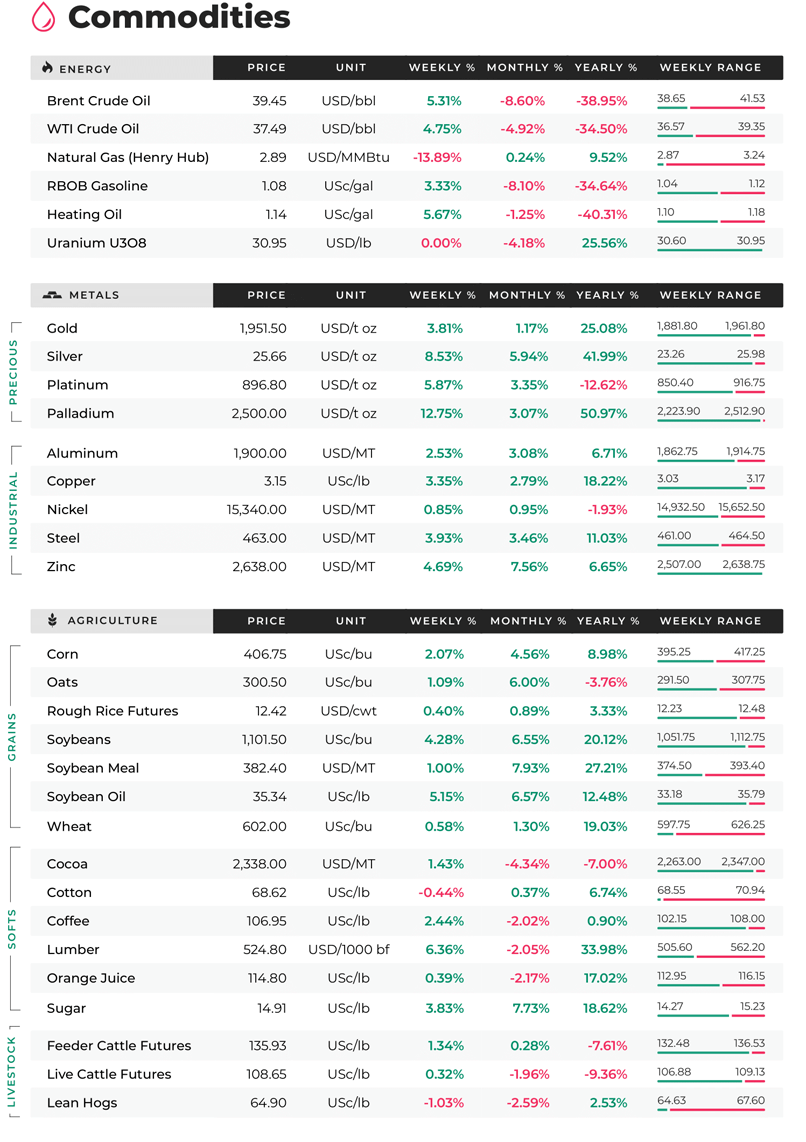 Commodities
ENERGY PRICE UNIT WEEKLY % MONTHLY % YEARLY % WEEKLY RANGE
Brent Crude Oil 39.45 USD/bbl 5.31% -8.60% -38.95% 38.65 41.53
WTI Crude Oil 37.49 USD/bbl 4.75% -4.92% -34.50% 36.57 39.35
Natural Gas (Henry Hub) 2.89 USD/MMBtu -13.89% 0.24% 9.52% 2.87 3.24
RBOB Gasoline 1.08 USc/gal 3.33% -8.10% -34.64% 1.04 1.12
Heating Oil 1.14 USc/gal 5.67% -1.25% -40.31% 1.10 1.18
Uranium U3O8 30.95 USD/lb 0.00% -4.18% 25.56% 30.60 30.95
METALS PRICE UNIT WEEKLY % MONTHLY % YEARLY % WEEKLY RANGE
PRECIOUS
Gold 1,951.50 USD/t oz 3.81% 1.17% 25.08% 1,881.80 1,961.80
Silver 25.66 USD/t oz 8.53% 5.94% 41.99% 23.26 25.98
Platinum 896.80 USD/t oz 5.87% 3.35% -12.62% 850.40 916.75
Palladium 2,500.00 USD/t oz 12.75% 3.07% 50.97% 2,223.90 2,512.90
INDUSTRIAL
Aluminum 1,900.00 USD/MT 2.53% 3.08% 6.71% 1,862.75 1,914.75
Copper 3.15 USc/lb 3.35% 2.79% 18.22% 3.03 3.17
Nickel 15,340.00 USD/MT 0.85% 0.95% -1.93% 14,932.50 15,652.50
Steel 463.00 USD/MT 3.93% 3.46% 11.03% 461.00 464.50
Zinc 2,638.00 USD/MT 4.69% 7.56% 6.65% 2,507.00 2,638.75
AGRICULTURE PRICE UNIT WEEKLY % MONTHLY % YEARLY % WEEKLY RANGE
GRAINS
Corn 406.75 USc/bu 2.07% 4.56% 8.98% 395.25 417.25
Oats 300.50 USc/bu 1.09% 6.00% -3.76% 291.50 307.75
Rough Rice Futures 12.42 USD/cwt 0.40% 0.89% 3.33% 12.23 12.48
Soybeans 1,101.50 USc/bu 4.28% 6.55% 20.12% 1,051.75 1,112.75
Soybean Meal 382.40 USD/MT 1.00% 7.93% 27.21% 374.50 393.40
Soybean Oil 35.34 USc/lb 5.15% 6.57% 12.48% 33.18 35.79
Wheat 602.00 USc/bu 0.58% 1.30% 19.03% 597.75 626.25
SOFTS
Cocoa 2,338.00 USD/MT 1.43% -4.34% -7.00% 2,263.00 2,347.00
Cotton 68.62 USc/lb -0.44% 0.37% 6.74% 68.55 70.94
Coffee 106.95 USc/lb 2.44% -2.02% 0.90% 102.15 108.00
Lumber 524.80 USD/1000 bf 6.36% -2.05% 33.98% 505.60 562.20
Orange Juice 114.80 USc/lb 0.39% -2.17% 17.02% 112.95 116.15
Sugar 14.91 USc/lb 3.83% 7.73% 18.62% 14.27 15.23
LIVESTOCK
Feeder Cattle Futures 135.93 USc/lb 1.34% 0.28% -7.61% 132.48 136.53
Live Cattle Futures 108.65 USc/lb 0.32% -1.96% -9.36% 106.88 109.13
Lean Hogs 64.90 USc/lb -1.03% -2.59% 2.53% 64.63 67.60